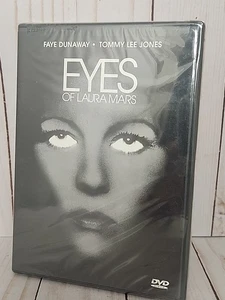 FAYE DUNAWAY • TOMMY LEE JONES
EYES
OF LAURA MARS
DVD